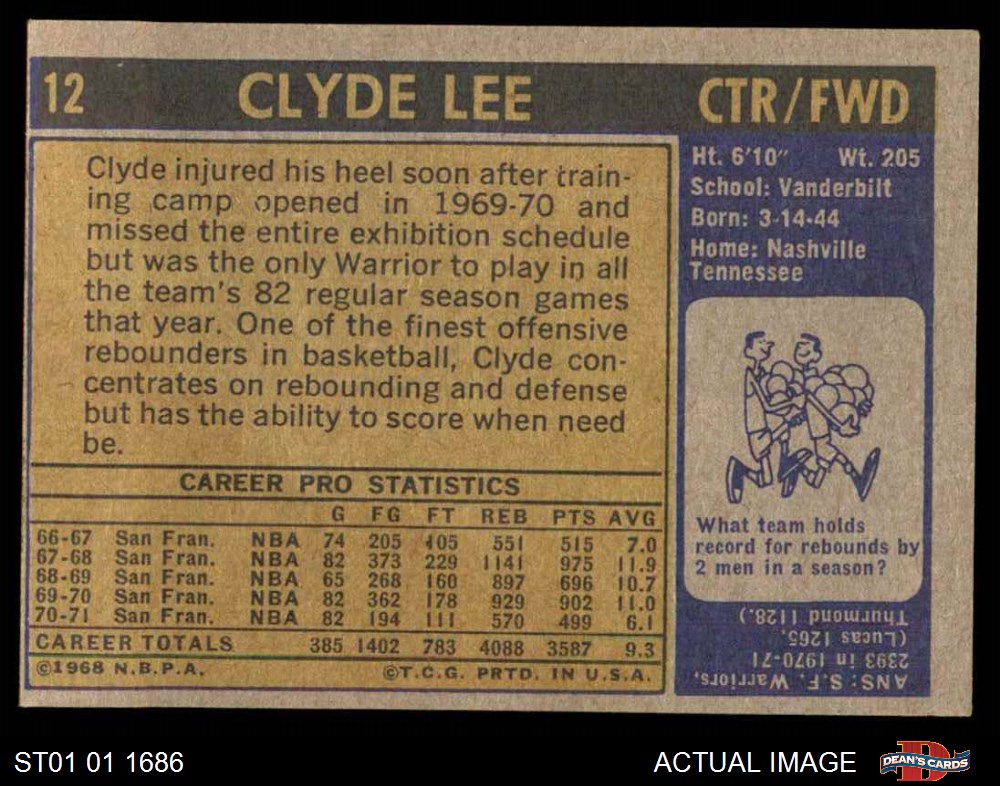 12 CLYDE LEE CTR/FWD
Clyde injured his heel soon after train-
ing camp opened in 1969-70 and
missed the entire exhibition schedule
but was the only Warrior to play in all
the team's 82 regular season games
that year. One of the finest offensive
rebounders in basketball, Clyde con-
centrates on rebounding and defense
but has the ability to score when need
be.
CAREER PRO STATISTICS
G FG FT REB PTS AVG
66-67 San Fran. NBA 74 205 105 551 515 7.0
67-68 San Fran. NBA 82 373 229 1141 975 11.9
68-69 San Fran. NBA 65 268 160 897 696 10.7
69-70 San Fran. NBA 82 362 178 929 902 11.0
70-71 San Fran. NBA 82 194 111 570 499 6.1
CAREER TOTALS 385 1402 783 4088 3587 9.3
©1968 N.B.P.A. ©T.C.G. PRTD. IN U.S.A.
Ht. 6'10" Wt. 205
School: Vanderbilt
Born: 3-14-44
Home: Nashville
Tennessee
What team holds
record for rebounds by
2 men in a season?
ANS: S.F. Warriors,
2393 in 1970-71
(Lucas 1265,
Thurmond 1128.)
ST01 01 1686 ACTUAL IMAGE DEAN'S CARDS